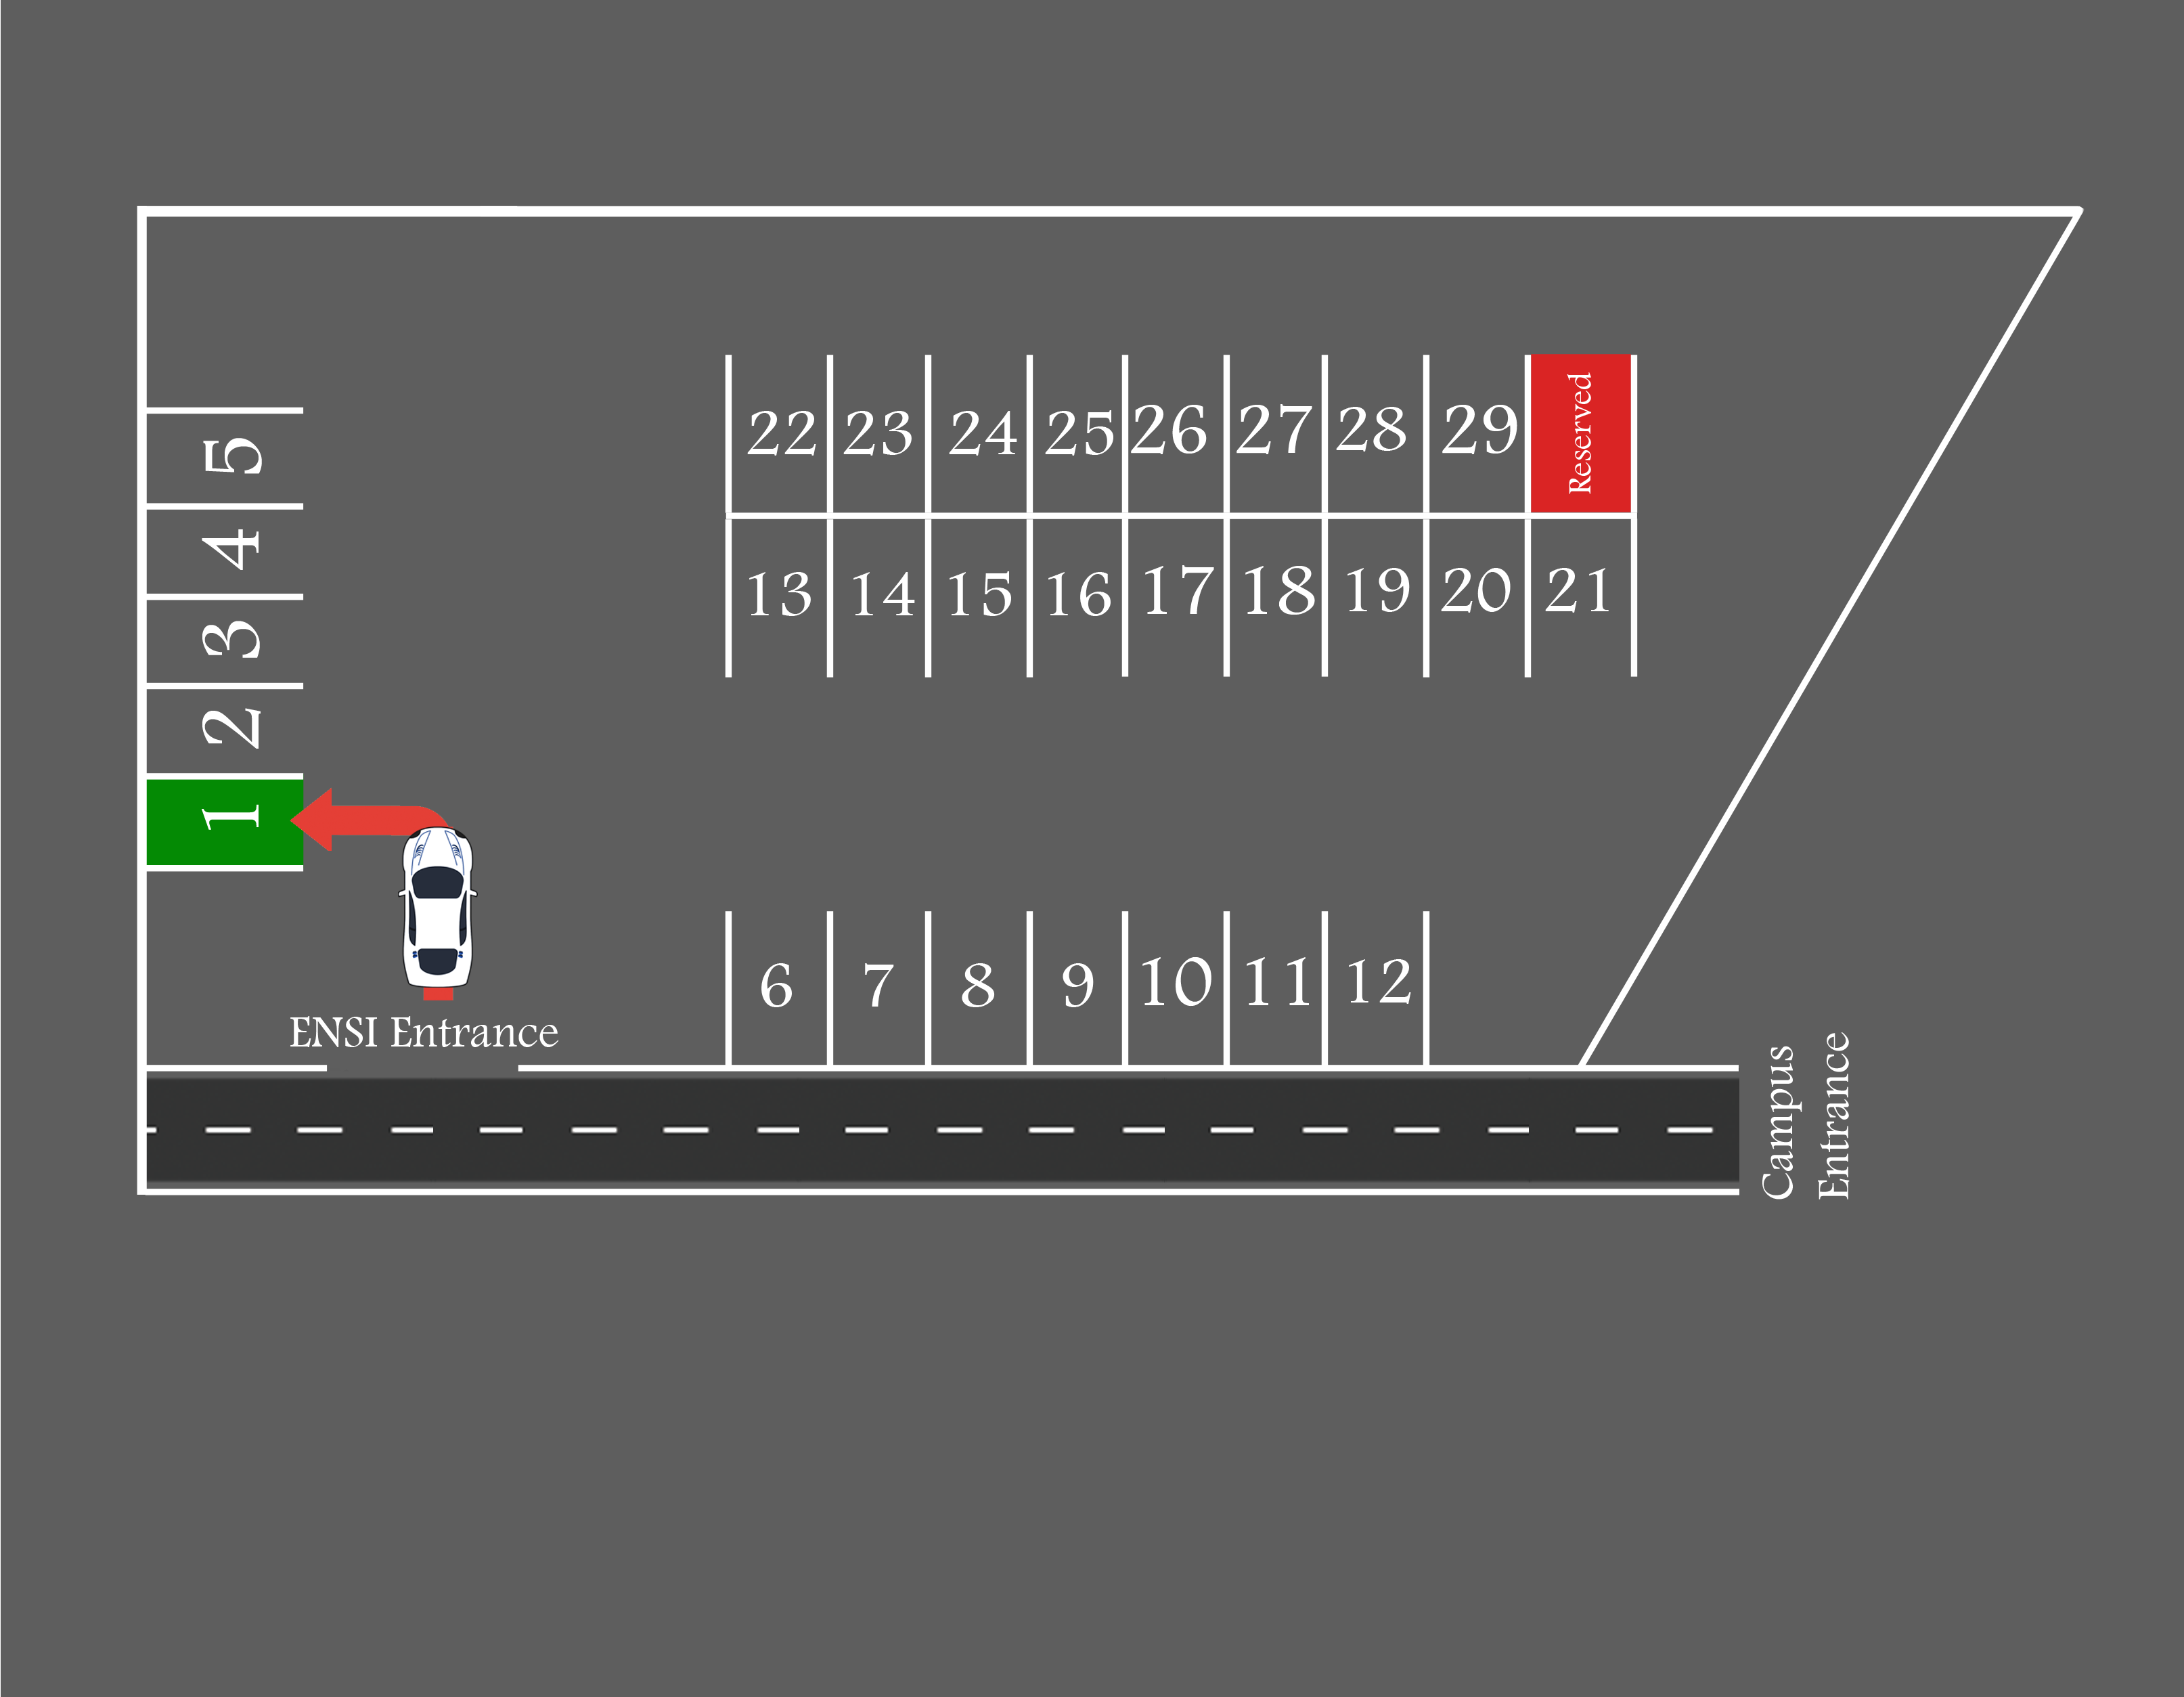 22 23 24 25 26 27 28 29 Reserved
5
4
13 14 15 16 17 18 19 20 21
3
2
1
6 7 8 9 10 11 12
ENSI Entrance
Campus
Entrance